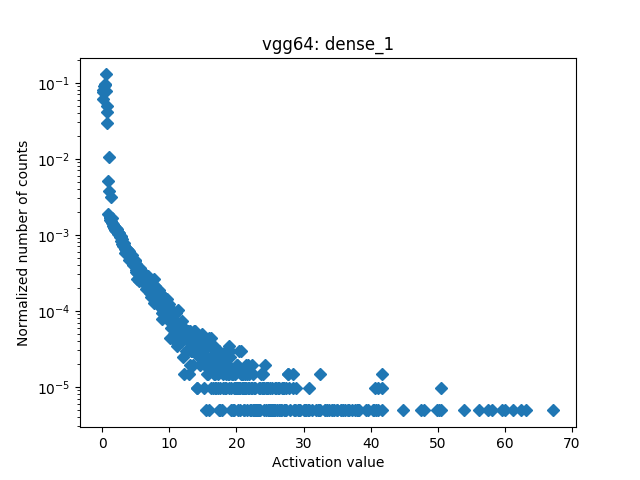 vgg64: dense_1
Normalized number of counts
10⁻¹
10⁻²
10⁻³
10⁻⁴
10⁻⁵
0 10 20 30 40 50 60 70
Activation value